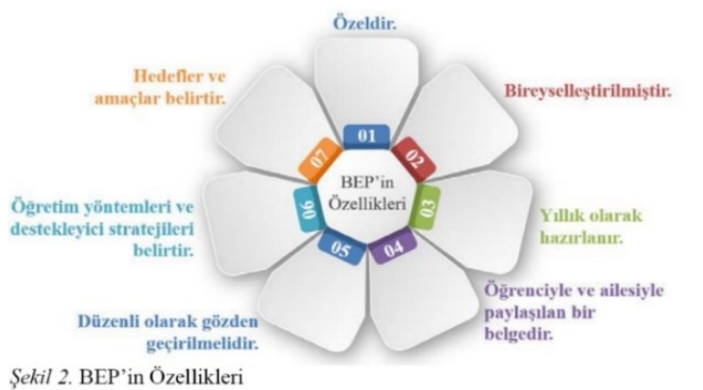 Özeldir.
Hedefler ve
amaçlar belirtir.
Bireyselleştirilmiştir.
01
07
02
BEP’in
Özellikleri
06
03
05
04
Öğretim yöntemleri ve
destekleyici stratejileri
belirtir.
Yıllık olarak
hazırlanır.
Öğrenciyle ve ailesiyle
paylaşılan bir
belgedir.
Düzenli olarak gözden
geçirilmelidir.
Şekil 2. BEP’in Özellikleri